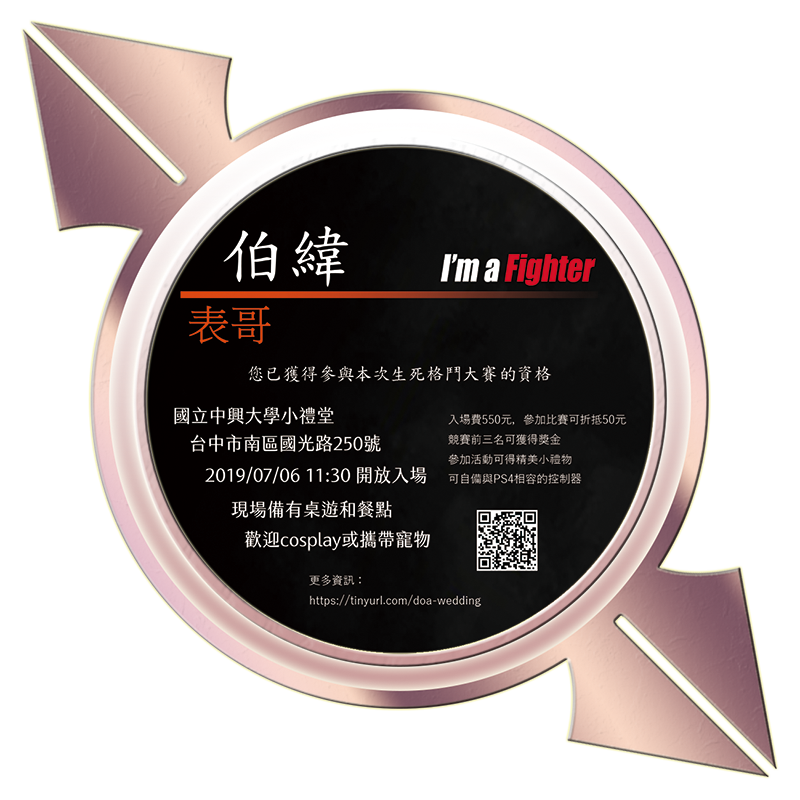 伯緯
I'm a Fighter
表哥
您已獲得參與本次生死格鬥大賽的資格
國立中興大學小禮堂
台中市南區國光路250號
2019/07/06 11:30 開放入場
現場備有桌遊和餐點
歡迎cosplay或攜帶寵物
入場費550元，參加比賽可折抵50元
競賽前三名可獲得獎金
參加活動可得精美小禮物
可自備與PS4相容的控制器
更多資訊：
https://tinyurl.com/doa-wedding